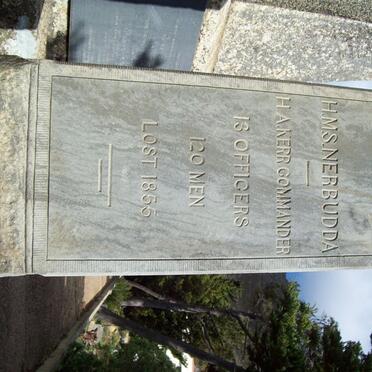 H.M.S. NERBUDDA
H.A. KERR COMMANDER
13 OFFICERS
120 MEN
LOST 1855